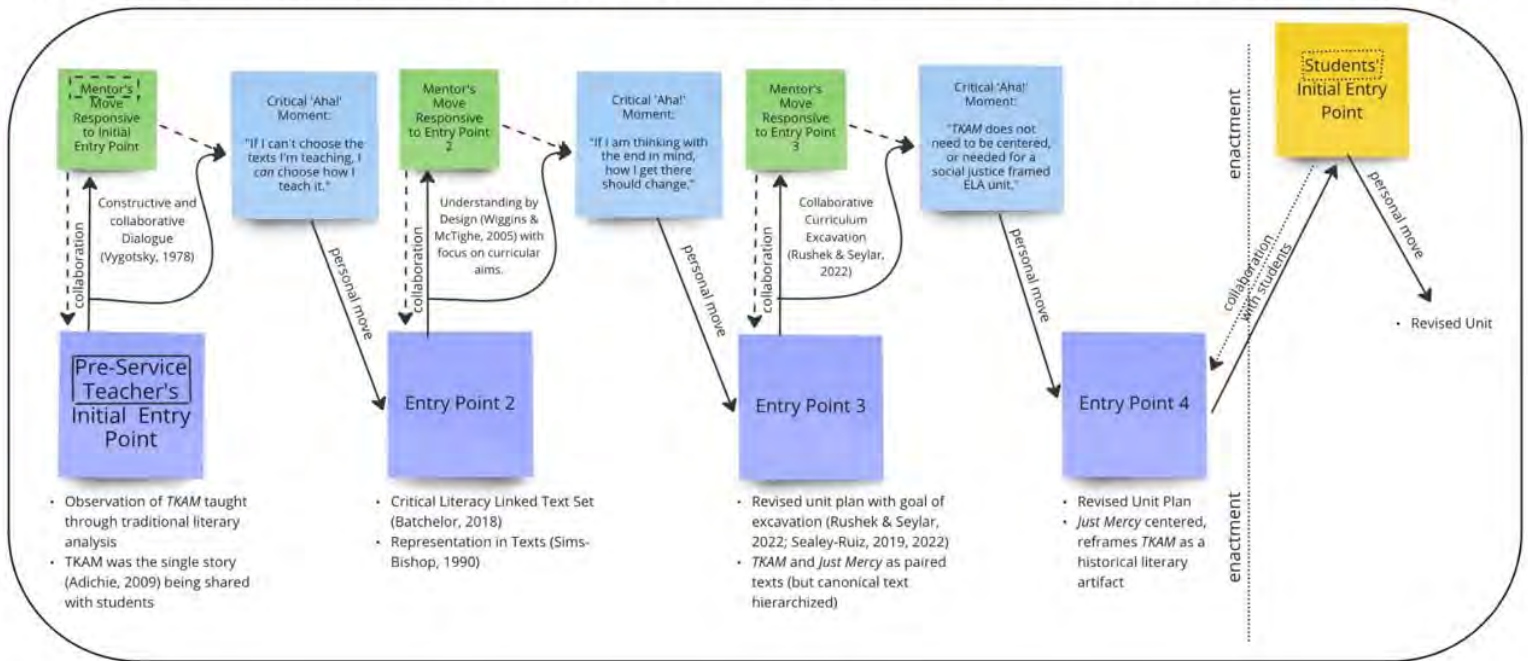 Mentor's
Move
Responsive
to Initial
Entry Point
Critical 'Aha!'
Moment:
"If I can't choose the
texts I'm teaching, I
can choose how I
teach it."
Constructive and
collaborative
Dialogue
(Vygotsky, 1978)
collaboration
Pre-Service
Teacher's
Initial Entry
Point
• Observation of TKAM taught
through traditional literary
analysis
• TKAM was the single story
(Adichie, 2009) being shared
with students
personal move
Mentor's
Move
Responsive
to Entry Point
2
Critical 'Aha!'
Moment:
"If I am thinking with
the end in mind,
how I get there
should change."
Understanding by
Design (Wiggins &
McTighe, 2005) with
focus on curricular
aims.
collaboration
Entry Point 2
• Critical Literacy Linked Text Set
(Batchelor, 2018)
• Representation in Texts (Sims-
Bishop, 1990)
personal move
Mentor's
Move
Responsive
to Entry Point
3
Critical 'Aha!'
Moment:
"TKAM does not
need to be centered,
or needed for a
social justice framed
ELA unit."
Collaborative
Curriculum
Excavation
(Rushek & Seylar,
2022)
collaboration
Entry Point 3
• Revised unit plan with goal of
excavation (Rushek & Seylar,
2022; Sealey-Ruiz, 2019, 2022)
• TKAM and Just Mercy as paired
texts (but canonical text
hierarchized)
personal move
Entry Point 4
• Revised Unit Plan
• Just Mercy centered,
reframes TKAM as a
historical literary
artifact
enactment
enactment
collaboration
with students
Students'
Initial Entry
Point
personal move
• Revised Unit